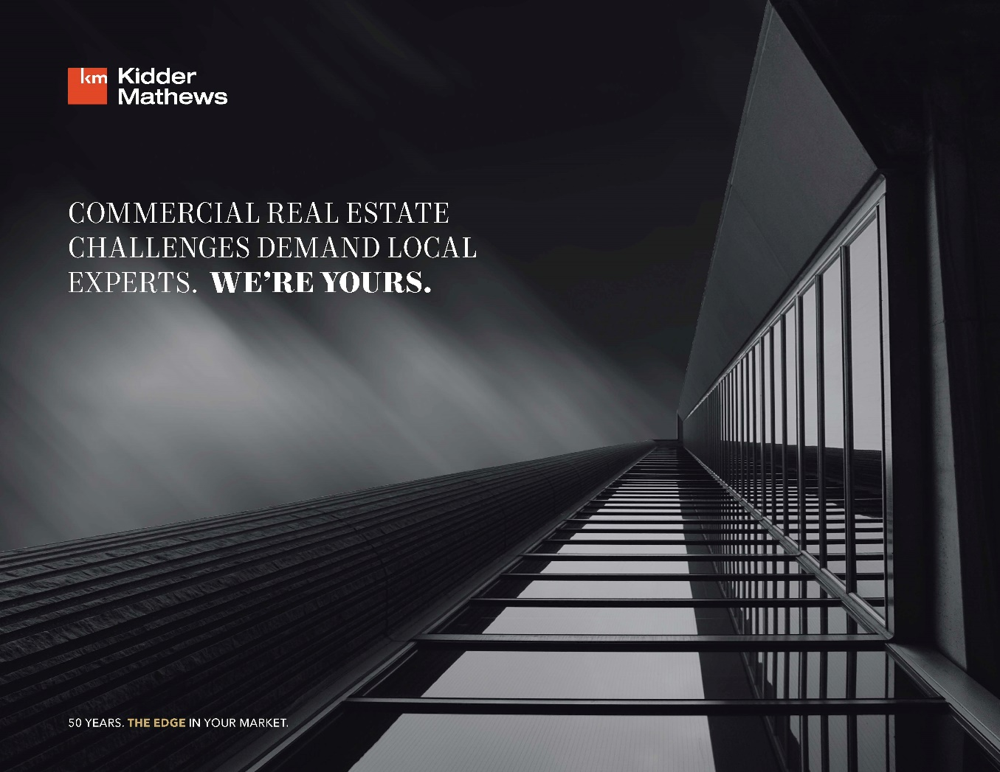 km Kidder
Mathews
COMMERCIAL REAL ESTATE
CHALLENGES DEMAND LOCAL
EXPERTS. WE'RE YOURS.
50 YEARS. THE EDGE IN YOUR MARKET.